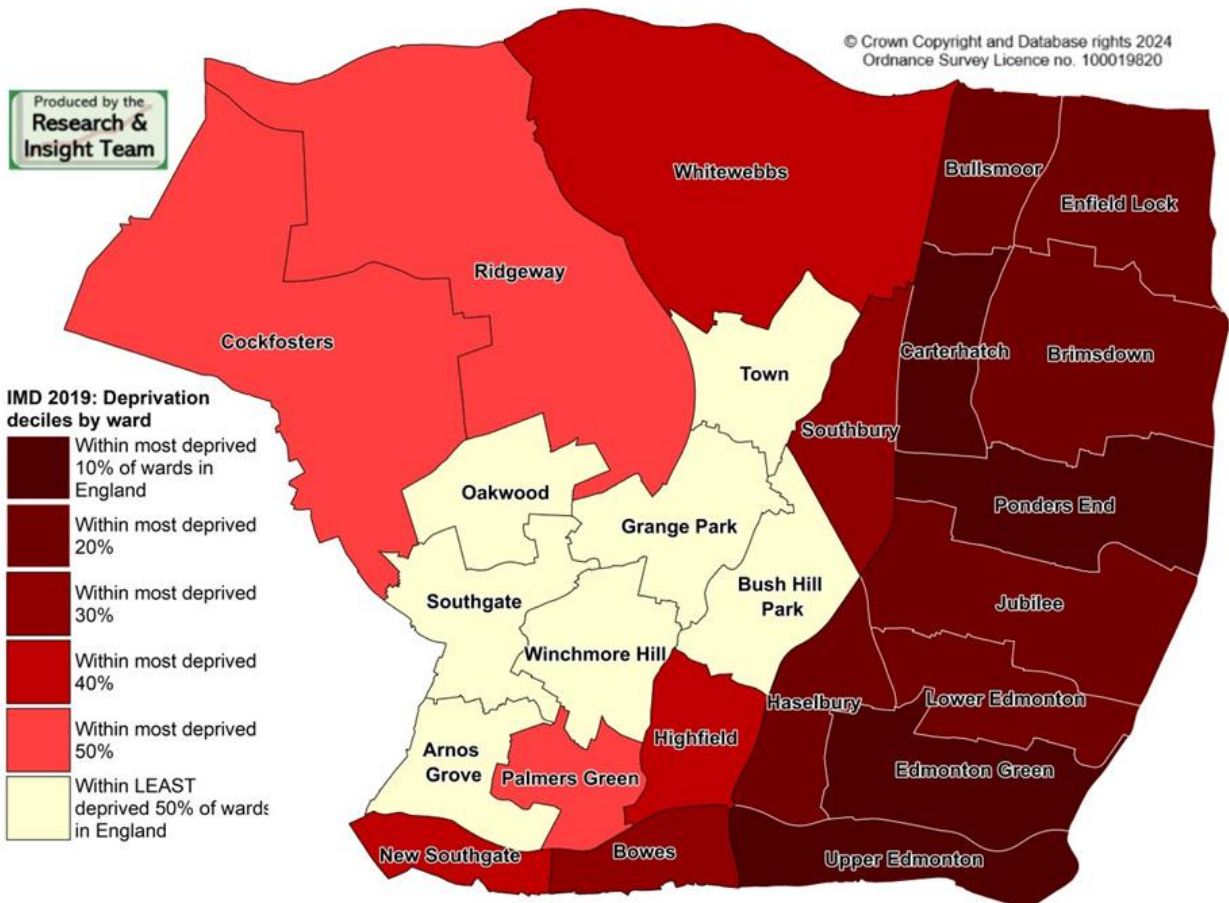 © Crown Copyright and Database rights 2024
Ordnance Survey Licence no. 100019820
Produced by the
Research &
Insight Team
Whitewebbs
Bullsmoor
Enfield Lock
Ridgeway
Cockfosters
Carterhatch
Brimsdown
Town
Southbury
IMD 2019: Deprivation
deciles by ward
Within most deprived
10% of wards in
England
Within most deprived
20%
Within most deprived
30%
Within most deprived
40%
Within most deprived
50%
Within LEAST
deprived 50% of wards
in England
Oakwood
Grange Park
Ponders End
Bush Hill
Park
Southgate
Jubilee
Winchmore Hill
Haselbury
Lower Edmonton
Highfield
Arnos
Grove
Palmers Green
Edmonton Green
New Southgate
Bowes
Upper Edmonton